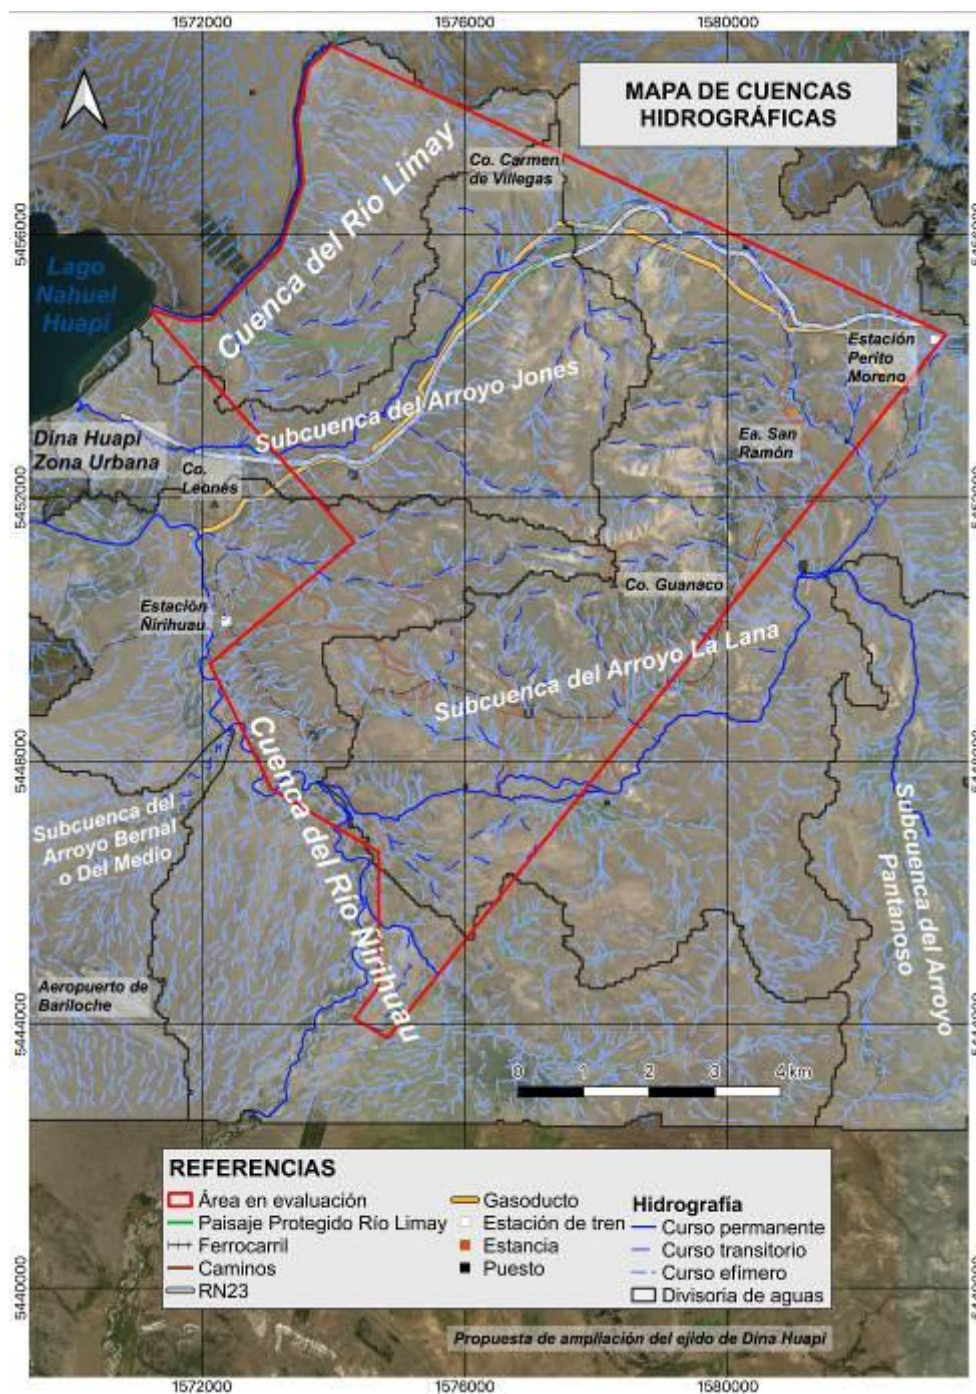 1572000
1576000
1580000
MAPA DE CUENCAS
HIDROGRÁFICAS
Co. Carmen
de Villegas
Cuenca del Río Limay
5456000
5456000
Lago
Nahuel
Huapi
Estación
Perito
Moreno
Subcuenca del Arroyo Jones
Dina Huapi
Zona Urbana
Co.
Leones
Ea. San
Ramón
5452000
5452000
Co. Guanaco
Estación
Ñirihuau
Subcuenca del Arroyo La Lana
5448000
5448000
Cuenca del Río Ñirihuau
Subcuenca del
Arroyo Bernal
o Del Medio
Subcuenca del Arroyo
Pantanoso
Aeropuerto de
Bariloche
5444000
5444000
0 1 2 3 4 km
REFERENCIAS
Área en evaluación
Paisaje Protegido Río Limay
Ferrocarril
Caminos
RN23
Gasoducto
Estación de tren
Estancia
Puesto
Hidrografía
Curso permanente
Curso transitorio
Curso efímero
Divisoria de aguas
5440000
5440000
Propuesta de ampliación del ejido de Dina Huapi
1572000
1576000
1580000